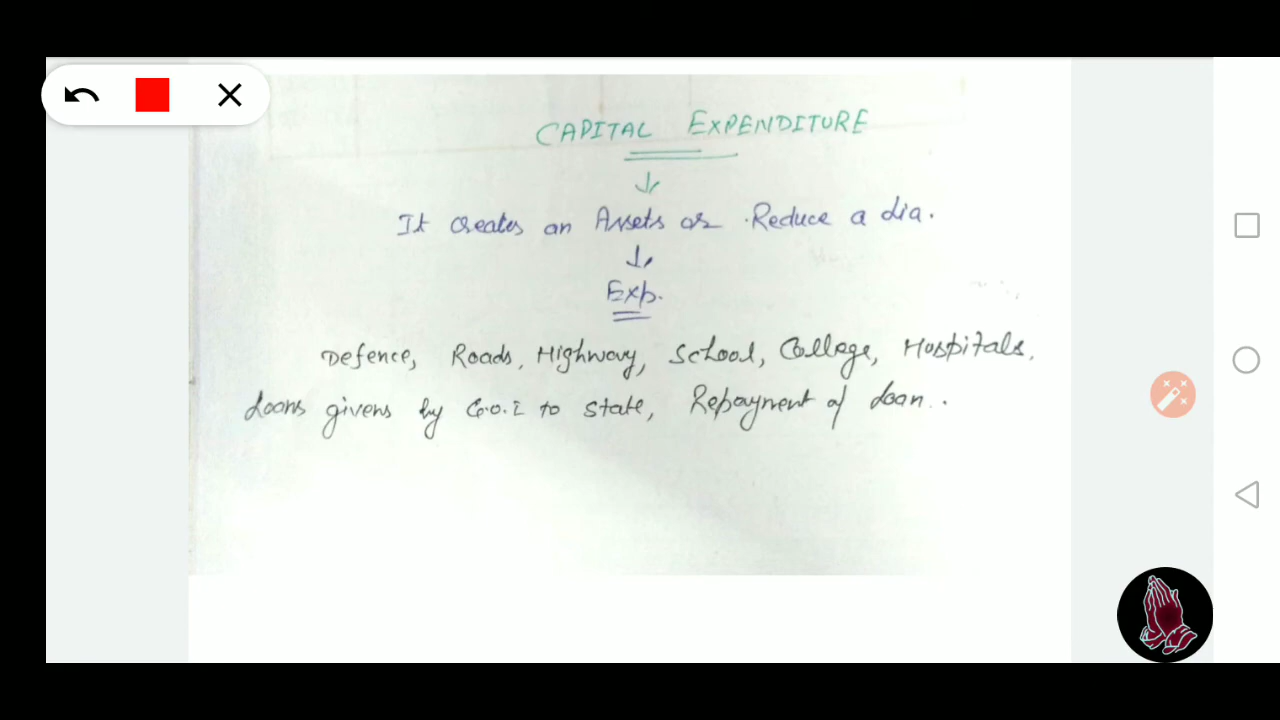 CAPITAL EXPENDITURE
It creates an Assets or Reduce a lia.
Exp.
Defence, Roads, Highway, School, College, Hospitals.
Loans givens by G.O.I to state, Repayment of Loan..